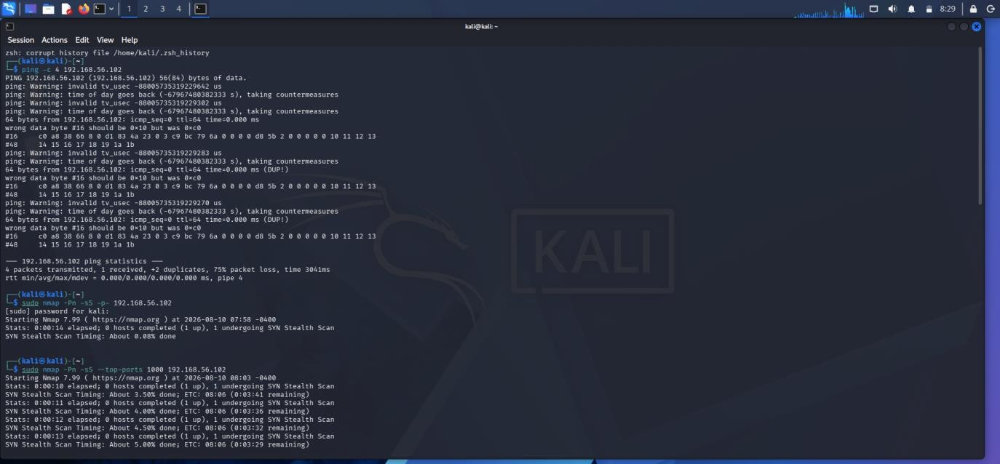 1 2 3 4
8:29
kali@kali: ~
Session Actions Edit View Help
zsh: corrupt history file /home/kali/.zsh_history
┌──(kali㉿kali)-[~]
└─$ ping -c 4 192.168.56.102
PING 192.168.56.102 (192.168.56.102) 56(84) bytes of data.
ping: Warning: invalid tv_usec -88005735319229642 us
ping: Warning: time of day goes back (-67967480382333 s), taking countermeasures
ping: Warning: invalid tv_usec -88005735319229302 us
ping: Warning: time of day goes back (-67967480382333 s), taking countermeasures
64 bytes from 192.168.56.102: icmp_seq=0 ttl=64 time=0.000 ms
wrong data byte #16 should be 0×10 but was 0×c0
#16 c0 a8 38 66 8 0 d1 83 4a 23 0 3 c9 bc 79 6a 0 0 0 0 d8 5b 2 0 0 0 0 0 10 11 12 13
#48 14 15 16 17 18 19 1a 1b
ping: Warning: invalid tv_usec -88005735319229283 us
ping: Warning: time of day goes back (-67967480382333 s), taking countermeasures
64 bytes from 192.168.56.102: icmp_seq=0 ttl=64 time=0.000 ms (DUP!)
wrong data byte #16 should be 0×10 but was 0×c0
#16 c0 a8 38 66 8 0 d1 83 4a 23 0 3 c9 bc 79 6a 0 0 0 0 d8 5b 2 0 0 0 0 0 10 11 12 13
#48 14 15 16 17 18 19 1a 1b
ping: Warning: invalid tv_usec -88005735319229270 us
ping: Warning: time of day goes back (-67967480382333 s), taking countermeasures
64 bytes from 192.168.56.102: icmp_seq=0 ttl=64 time=0.000 ms (DUP!)
wrong data byte #16 should be 0×10 but was 0×c0
#16 c0 a8 38 66 8 0 d1 83 4a 23 0 3 c9 bc 79 6a 0 0 0 0 d8 5b 2 0 0 0 0 0 10 11 12 13
#48 14 15 16 17 18 19 1a 1b
KALI
--- 192.168.56.102 ping statistics ---
4 packets transmitted, 1 received, +2 duplicates, 75% packet loss, time 3041ms
rtt min/avg/max/mdev = 0.000/0.000/0.000/0.000 ms, pipe 4
┌──(kali㉿kali)-[~]
└─$ sudo nmap -Pn -sS -p- 192.168.56.102
[sudo] password for kali:
Starting Nmap 7.99 ( https://nmap.org ) at 2026-08-10 07:58 -0400
Stats: 0:00:14 elapsed; 0 hosts completed (1 up), 1 undergoing SYN Stealth Scan
SYN Stealth Scan Timing: About 0.08% done
┌──(kali㉿kali)-[~]
└─$ sudo nmap -Pn -sS --top-ports 1000 192.168.56.102
Starting Nmap 7.99 ( https://nmap.org ) at 2026-08-10 08:03 -0400
Stats: 0:00:10 elapsed; 0 hosts completed (1 up), 1 undergoing SYN Stealth Scan
SYN Stealth Scan Timing: About 3.50% done; ETC: 08:06 (0:03:41 remaining)
Stats: 0:00:11 elapsed; 0 hosts completed (1 up), 1 undergoing SYN Stealth Scan
SYN Stealth Scan Timing: About 4.00% done; ETC: 08:06 (0:03:36 remaining)
Stats: 0:00:12 elapsed; 0 hosts completed (1 up), 1 undergoing SYN Stealth Scan
SYN Stealth Scan Timing: About 4.50% done; ETC: 08:06 (0:03:32 remaining)
Stats: 0:00:13 elapsed; 0 hosts completed (1 up), 1 undergoing SYN Stealth Scan
SYN Stealth Scan Timing: About 5.00% done; ETC: 08:06 (0:03:29 remaining)